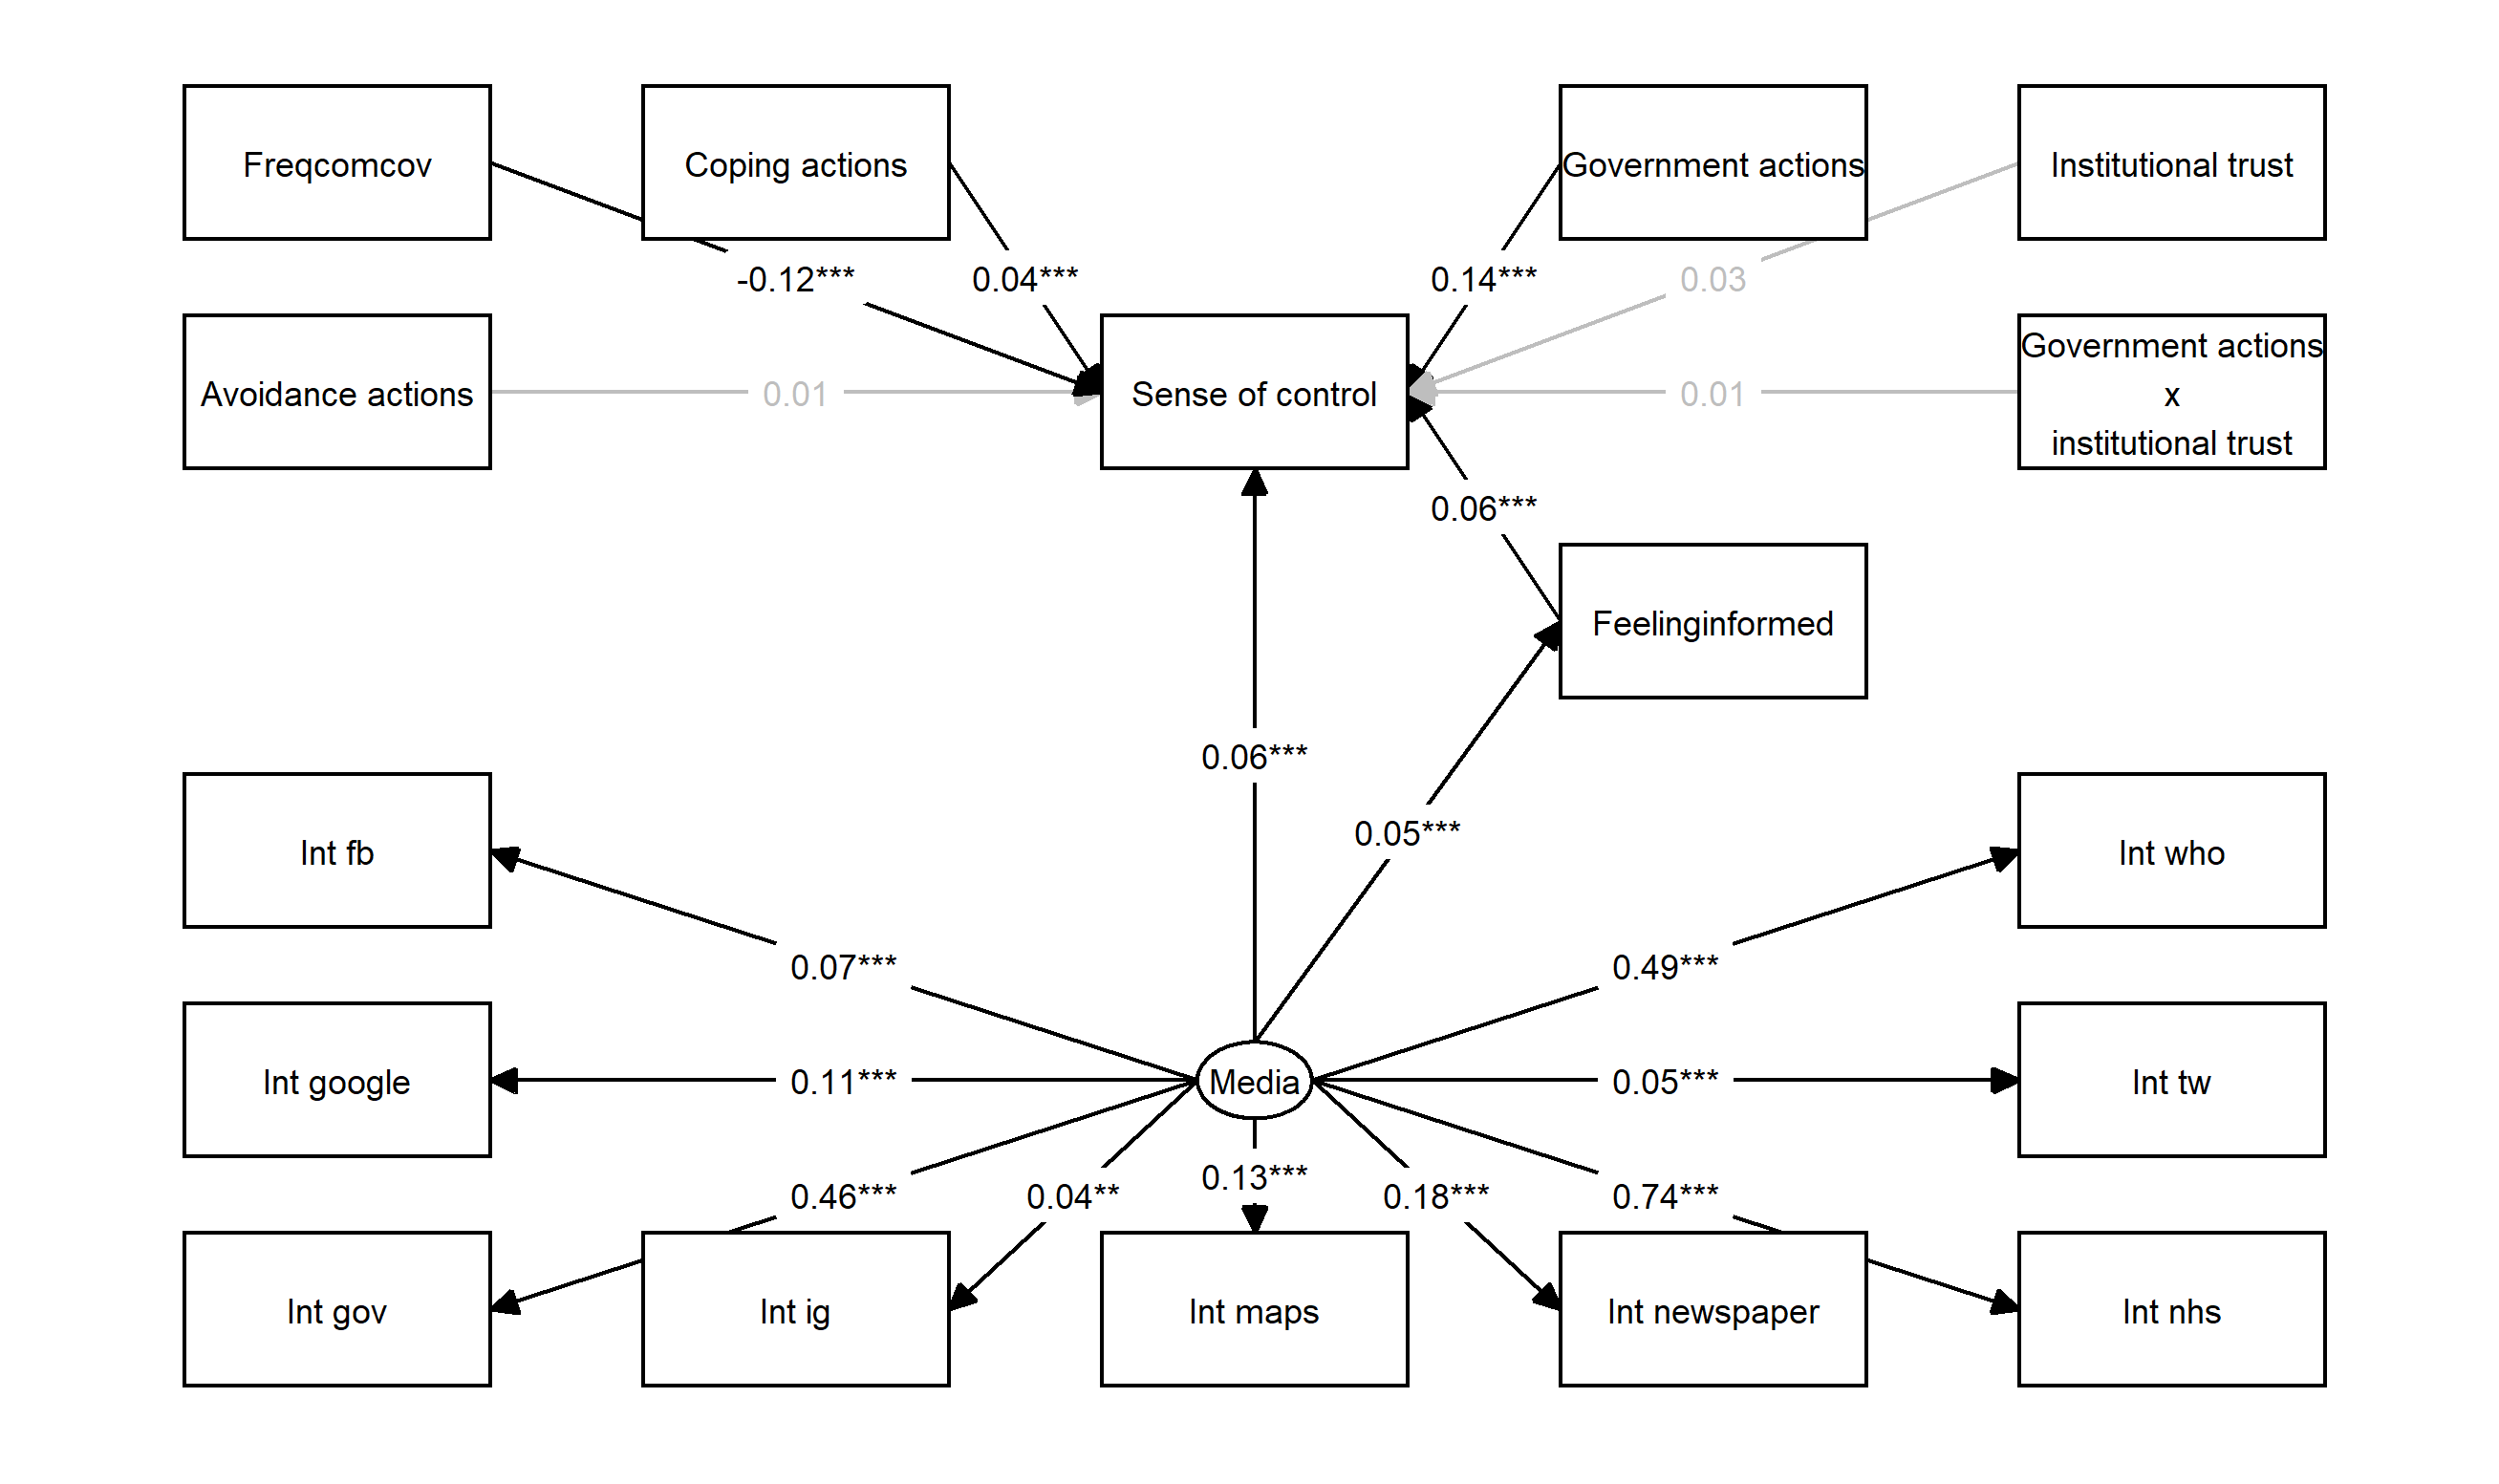 Freqcomcov
Coping actions
Government actions
Institutional trust
-0.12***
0.04***
0.14***
0.03
Avoidance actions
0.01
Sense of control
0.01
Government actions
x
institutional trust
0.06***
Feelinginformed
0.06***
0.05***
Int fb
Int who
0.07***
0.49***
Int google
0.11***
Media
0.05***
Int tw
0.46***
0.04**
0.13***
0.18***
0.74***
Int gov
Int ig
Int maps
Int newspaper
Int nhs